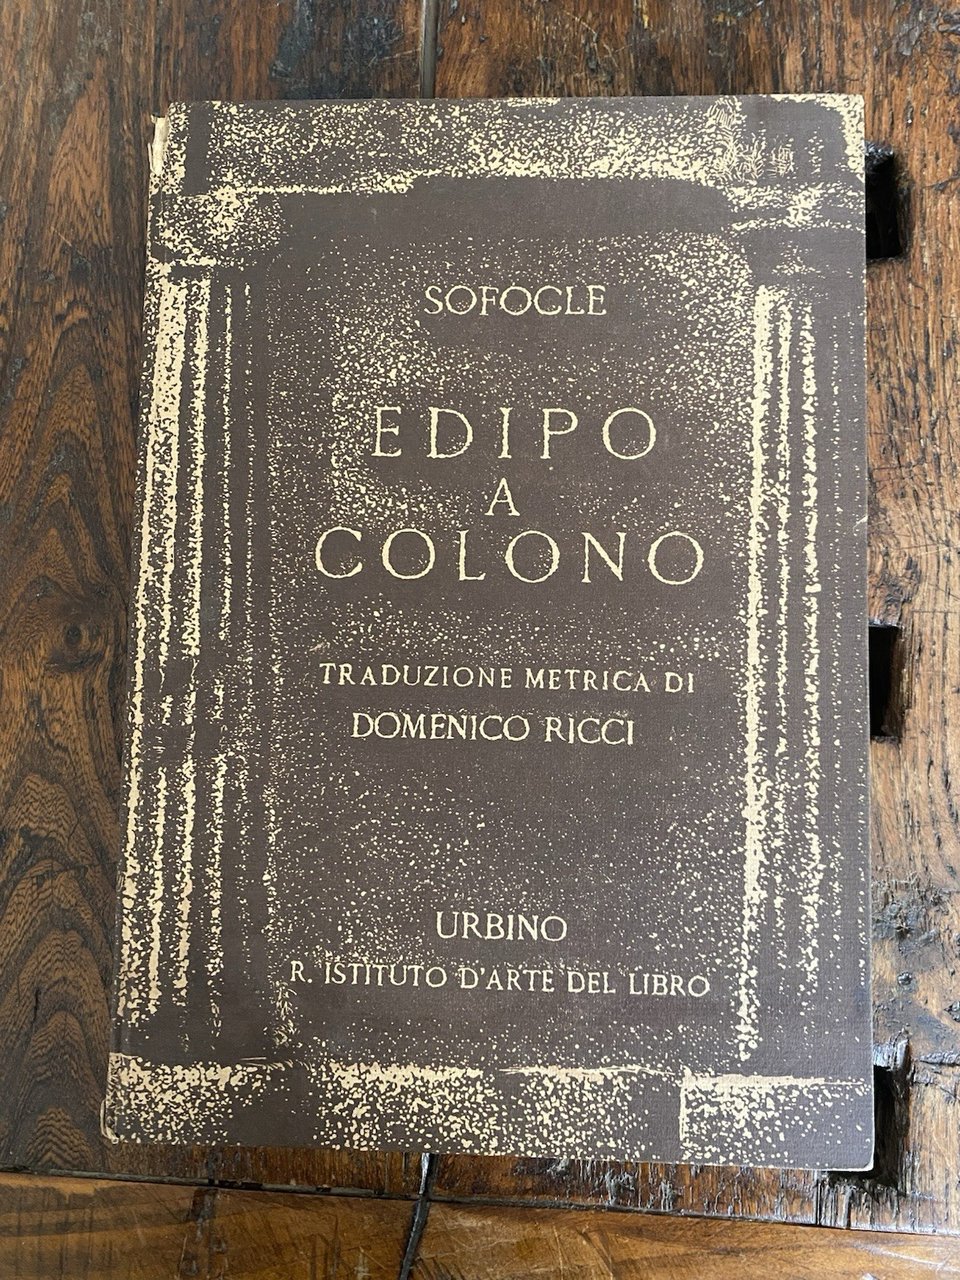 SOFOCLE
EDIPO
A
COLONO
TRADUZIONE METRICA DI
DOMENICO RICCI
URBINO
R. ISTITUTO D'ARTE DEL LIBRO